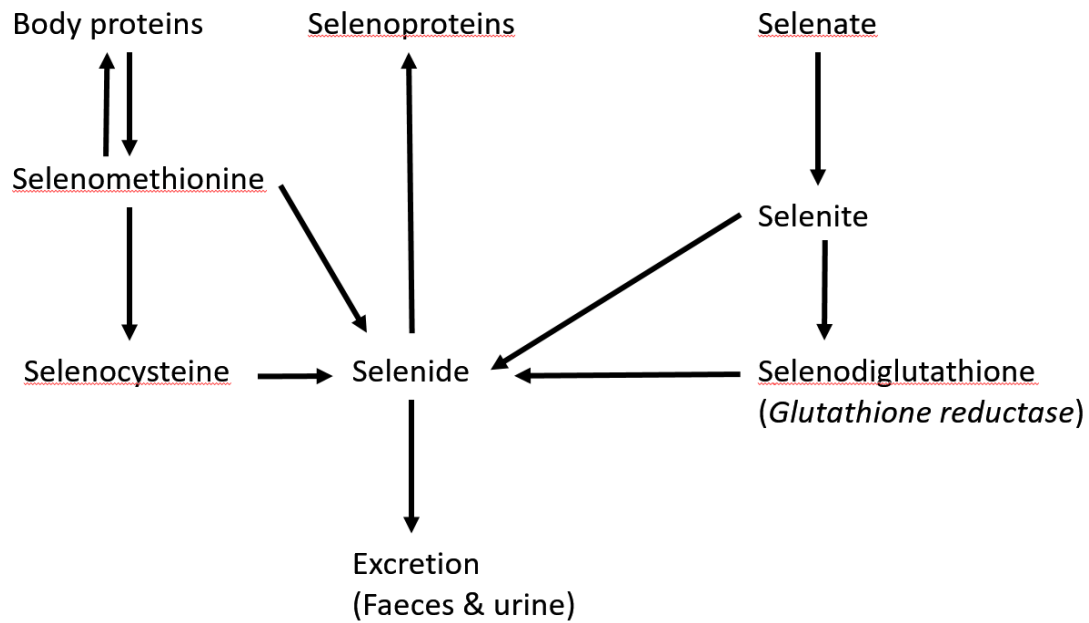 Body proteins
Selenoproteins
Selenate
Selenomethionine
Selenite
Selenocysteine
Selenide
Selenodiglutathione
(Glutathione reductase)
Excretion
(Faeces & urine)